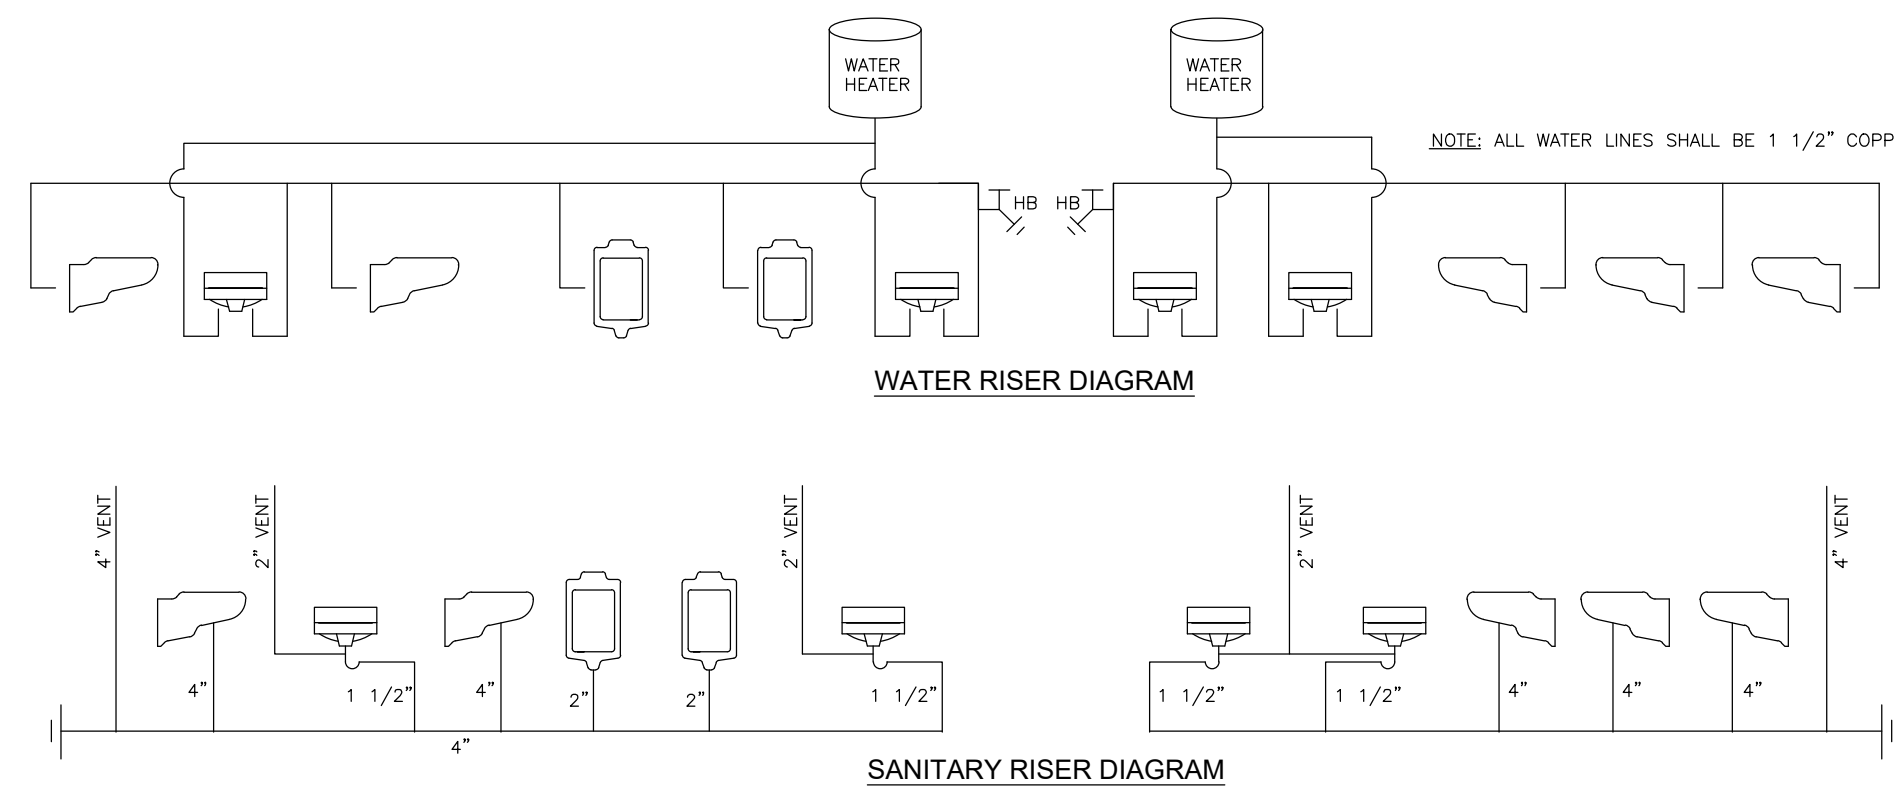 WATER
HEATER
WATER
HEATER
NOTE: ALL WATER LINES SHALL BE 1 1/2" COPP
HB
HB
WATER RISER DIAGRAM
4" VENT
2" VENT
2" VENT
2" VENT
4" VENT
4"
1 1/2"
4"
2"
2"
1 1/2"
1 1/2"
1 1/2"
4"
4"
4"
4"
SANITARY RISER DIAGRAM